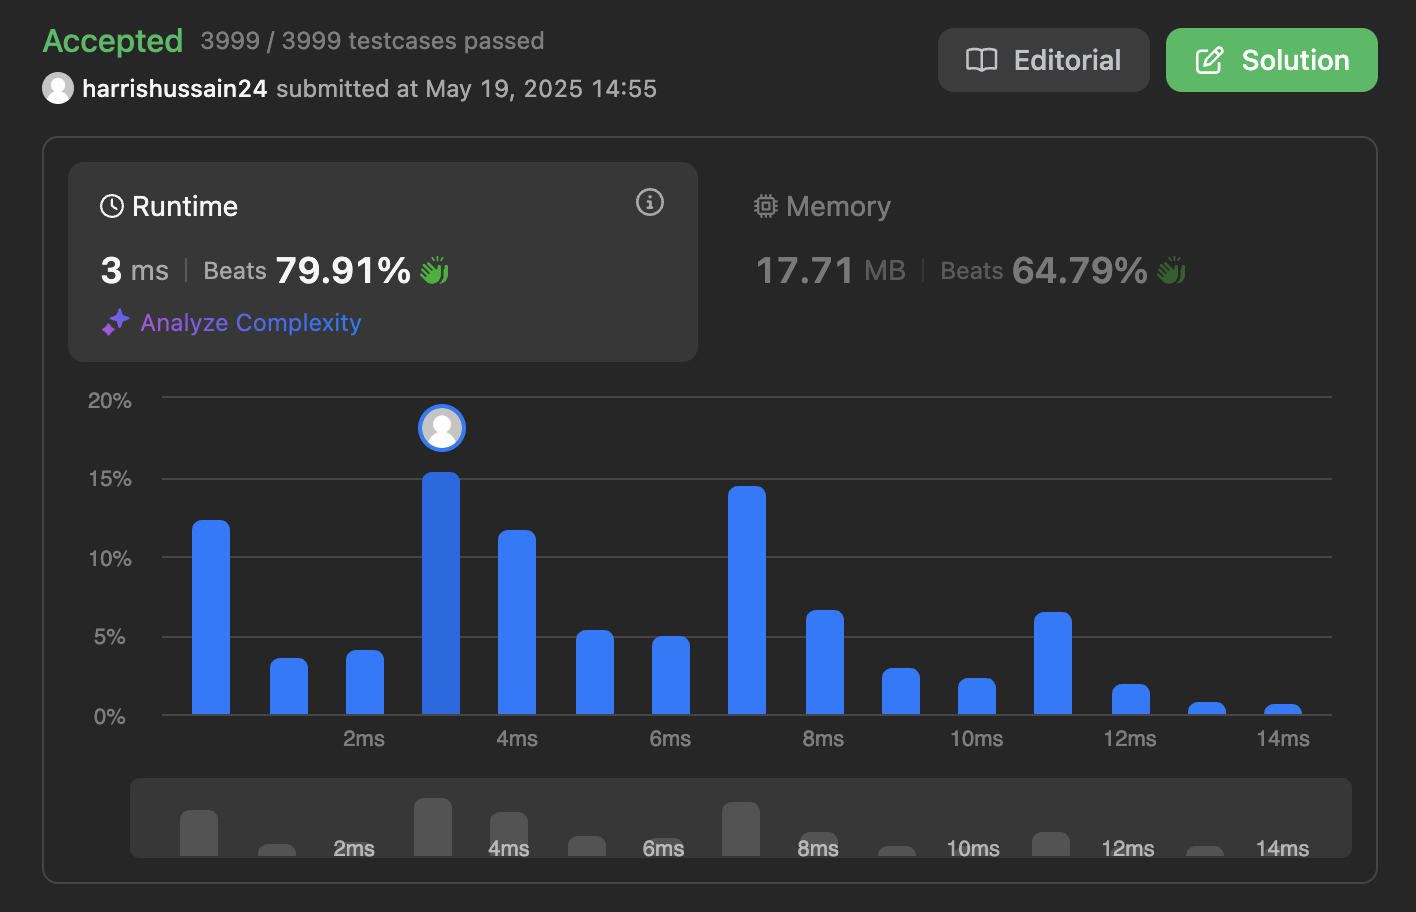 Accepted 3999 / 3999 testcases passed
harrishussain24 submitted at May 19, 2025 14:55
Editorial
Solution
Runtime
3 ms | Beats 79.91%
Analyze Complexity
Memory
17.71 MB | Beats 64.79%
20%
15%
10%
5%
0%
2ms 4ms 6ms 8ms 10ms 12ms 14ms
2ms 4ms 6ms 8ms 10ms 12ms 14ms